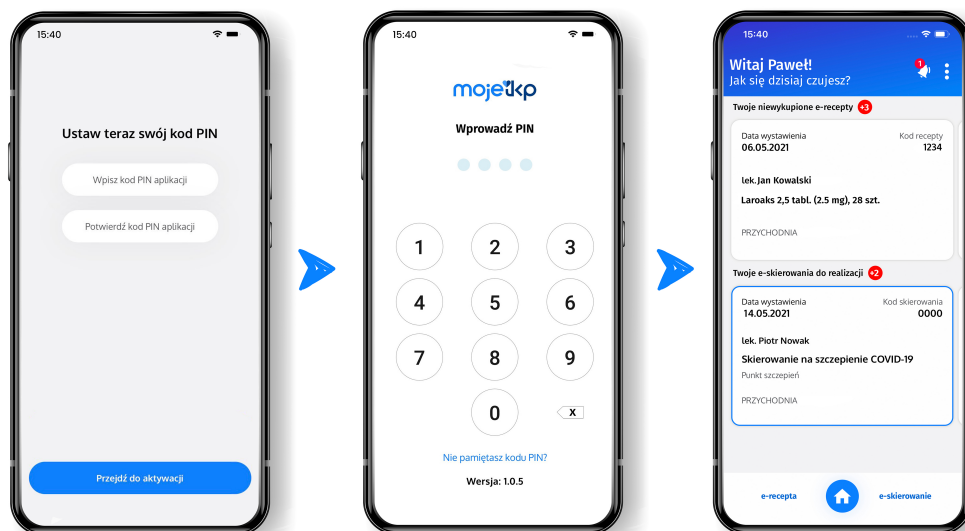 15:40
Ustaw teraz swój kod PIN
Wpisz kod PIN aplikacji
Potwierdź kod PIN aplikacji
Przejdź do aktywacji
15:40
mojeikp
Wprowadź PIN
1 2 3
4 5 6
7 8 9
0 X
Nie pamiętasz kodu PIN?
Wersja: 1.0.5
15:40
Witaj Paweł!
Jak się dzisiaj czujesz?
1
Twoje niewykupione e-recepty +3
Data wystawienia Kod recepty
06.05.2021 1234
lek.Jan Kowalski
Laroaks 2,5 tabl. (2.5 mg), 28 szt.
PRZYCHODNIA
Twoje e-skierowania do realizacji +2
Data wystawienia Kod skierowania
14.05.2021 0000
lek. Piotr Nowak
Skierowanie na szczepienie COVID-19
Punkt szczepień
PRZYCHODNIA
e-recepta e-skierowanie